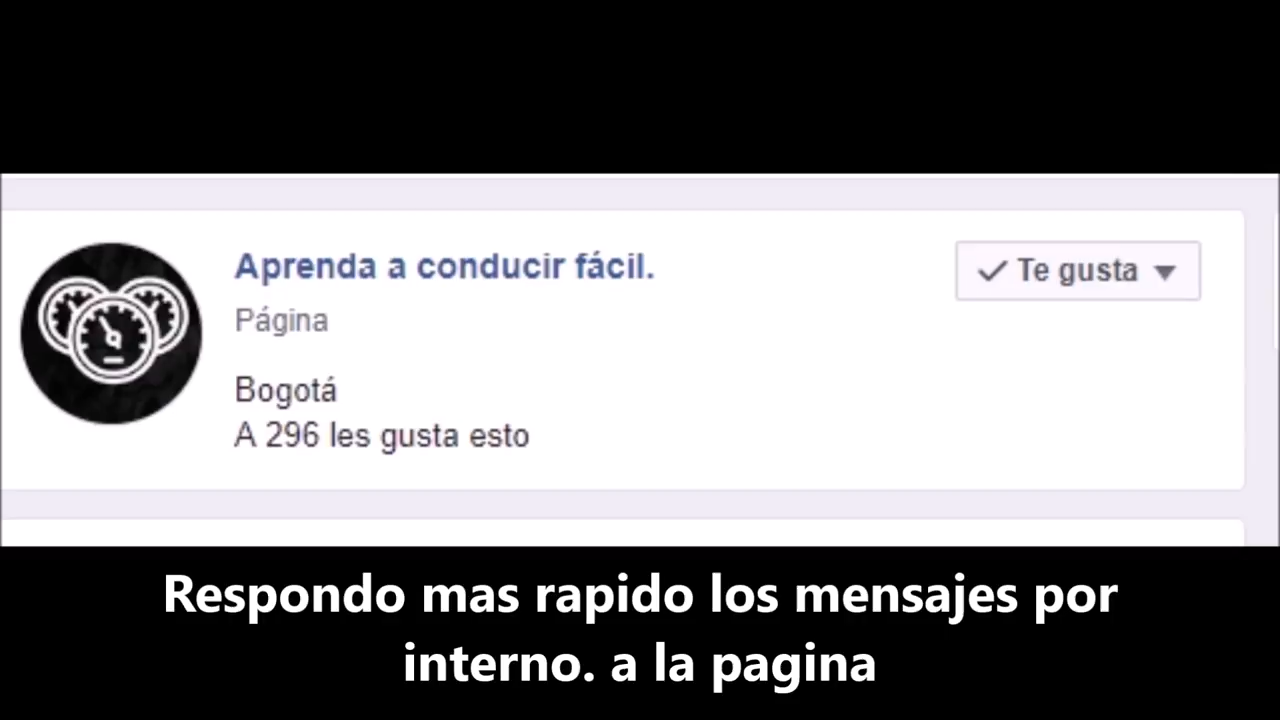 Aprenda a conducir fácil.
Te gusta
Página
Bogotá
A 296 les gusta esto
Respondo mas rapido los mensajes por
interno. a la pagina